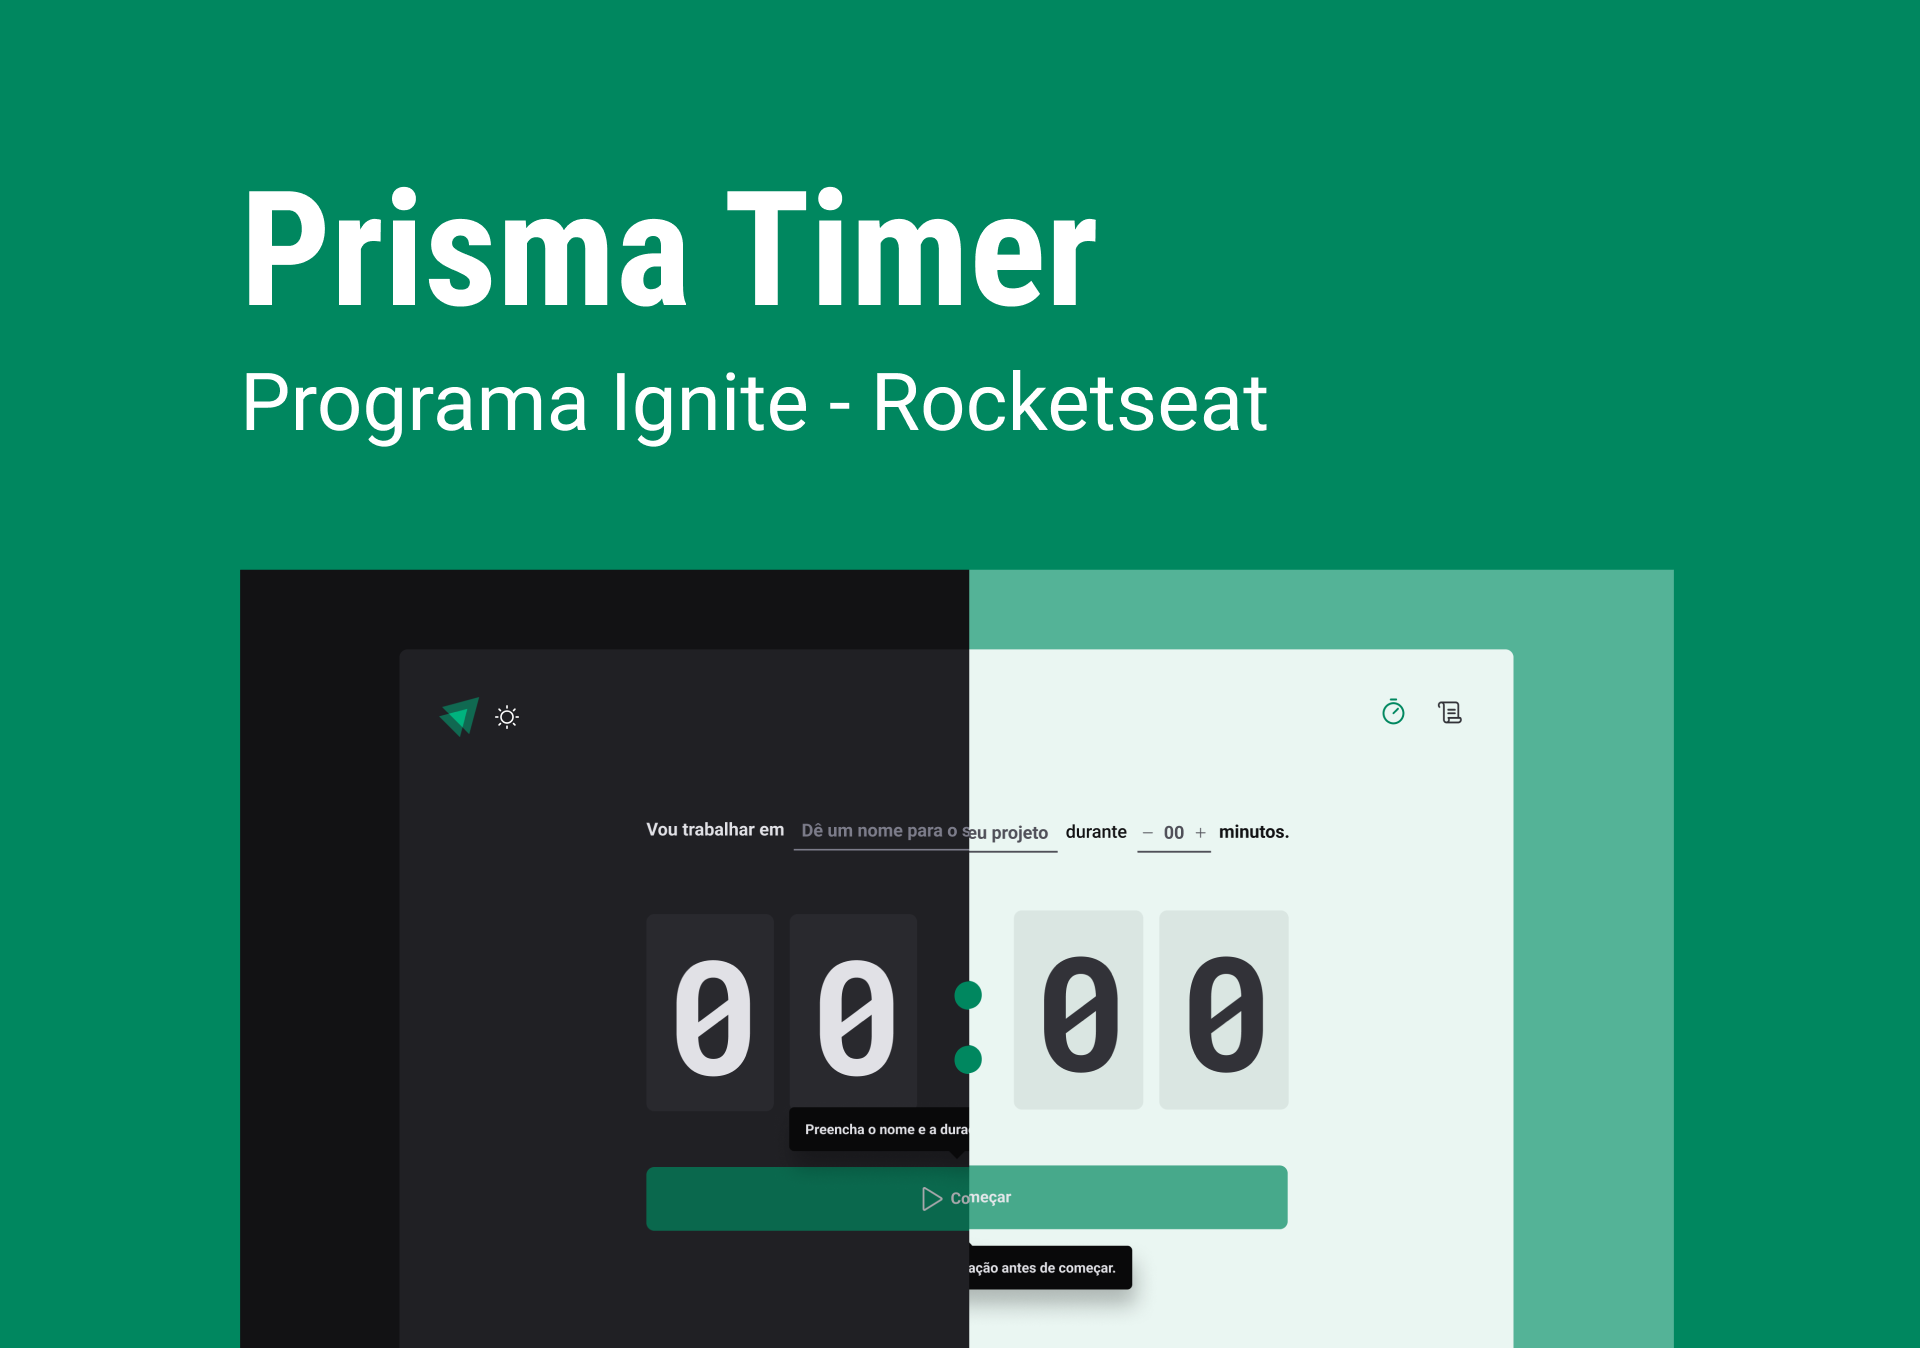 Prisma Timer
Programa Ignite - Rocketseat
Vou trabalhar em Dê um nome para o seu projeto durante − 00 + minutos.
00:00
Preencha o nome e a dura
Começar
ação antes de começar.